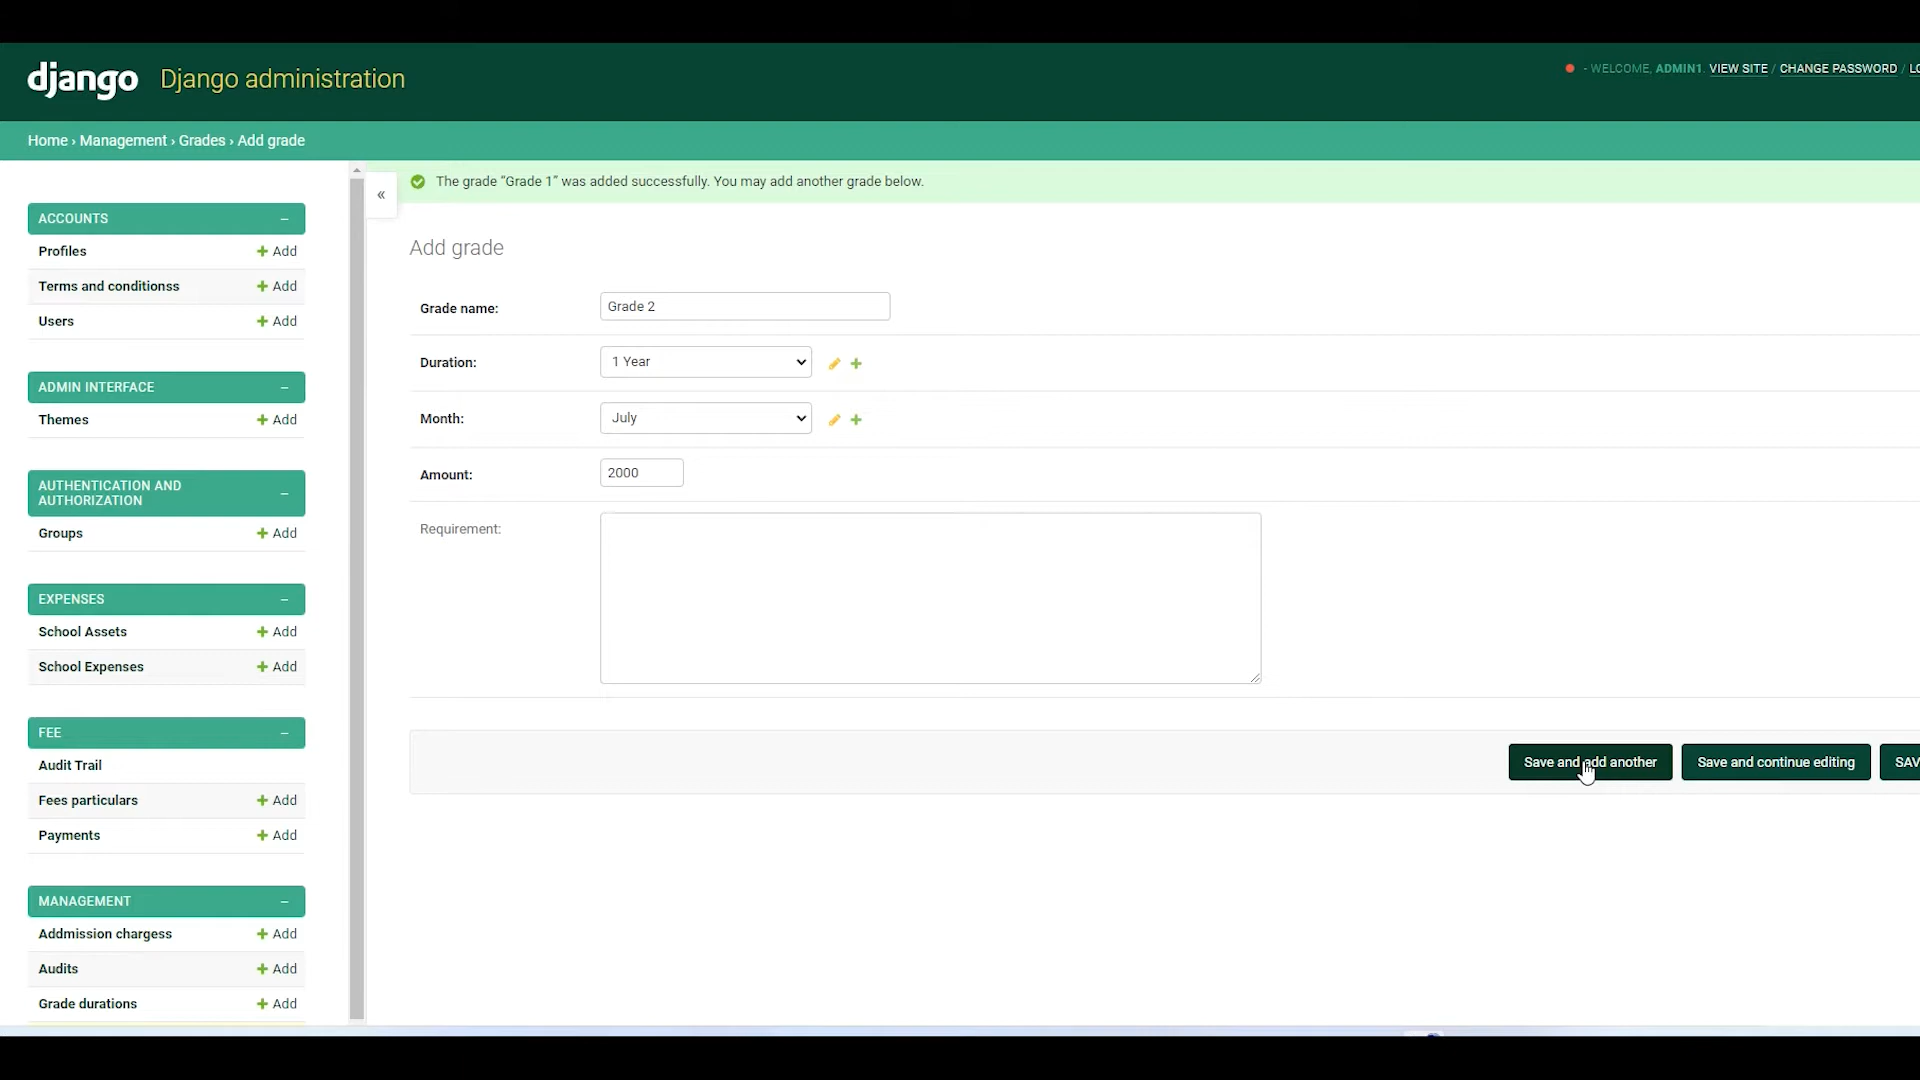 django Django administration
- WELCOME, ADMIN1. VIEW SITE / CHANGE PASSWORD /
Home › Management › Grades › Add grade
«
The grade “Grade 1” was added successfully. You may add another grade below.
ACCOUNTS –
Profiles + Add
Terms and conditionss + Add
Users + Add
ADMIN INTERFACE –
Themes + Add
AUTHENTICATION AND
AUTHORIZATION –
Groups + Add
EXPENSES –
School Assets + Add
School Expenses + Add
FEE –
Audit Trail
Fees particulars + Add
Payments + Add
MANAGEMENT –
Addmission chargess + Add
Audits + Add
Grade durations + Add
Add grade
Grade name: Grade 2
Duration: 1 Year
Month: July
Amount: 2000
Requirement:
Save and add another Save and continue editing